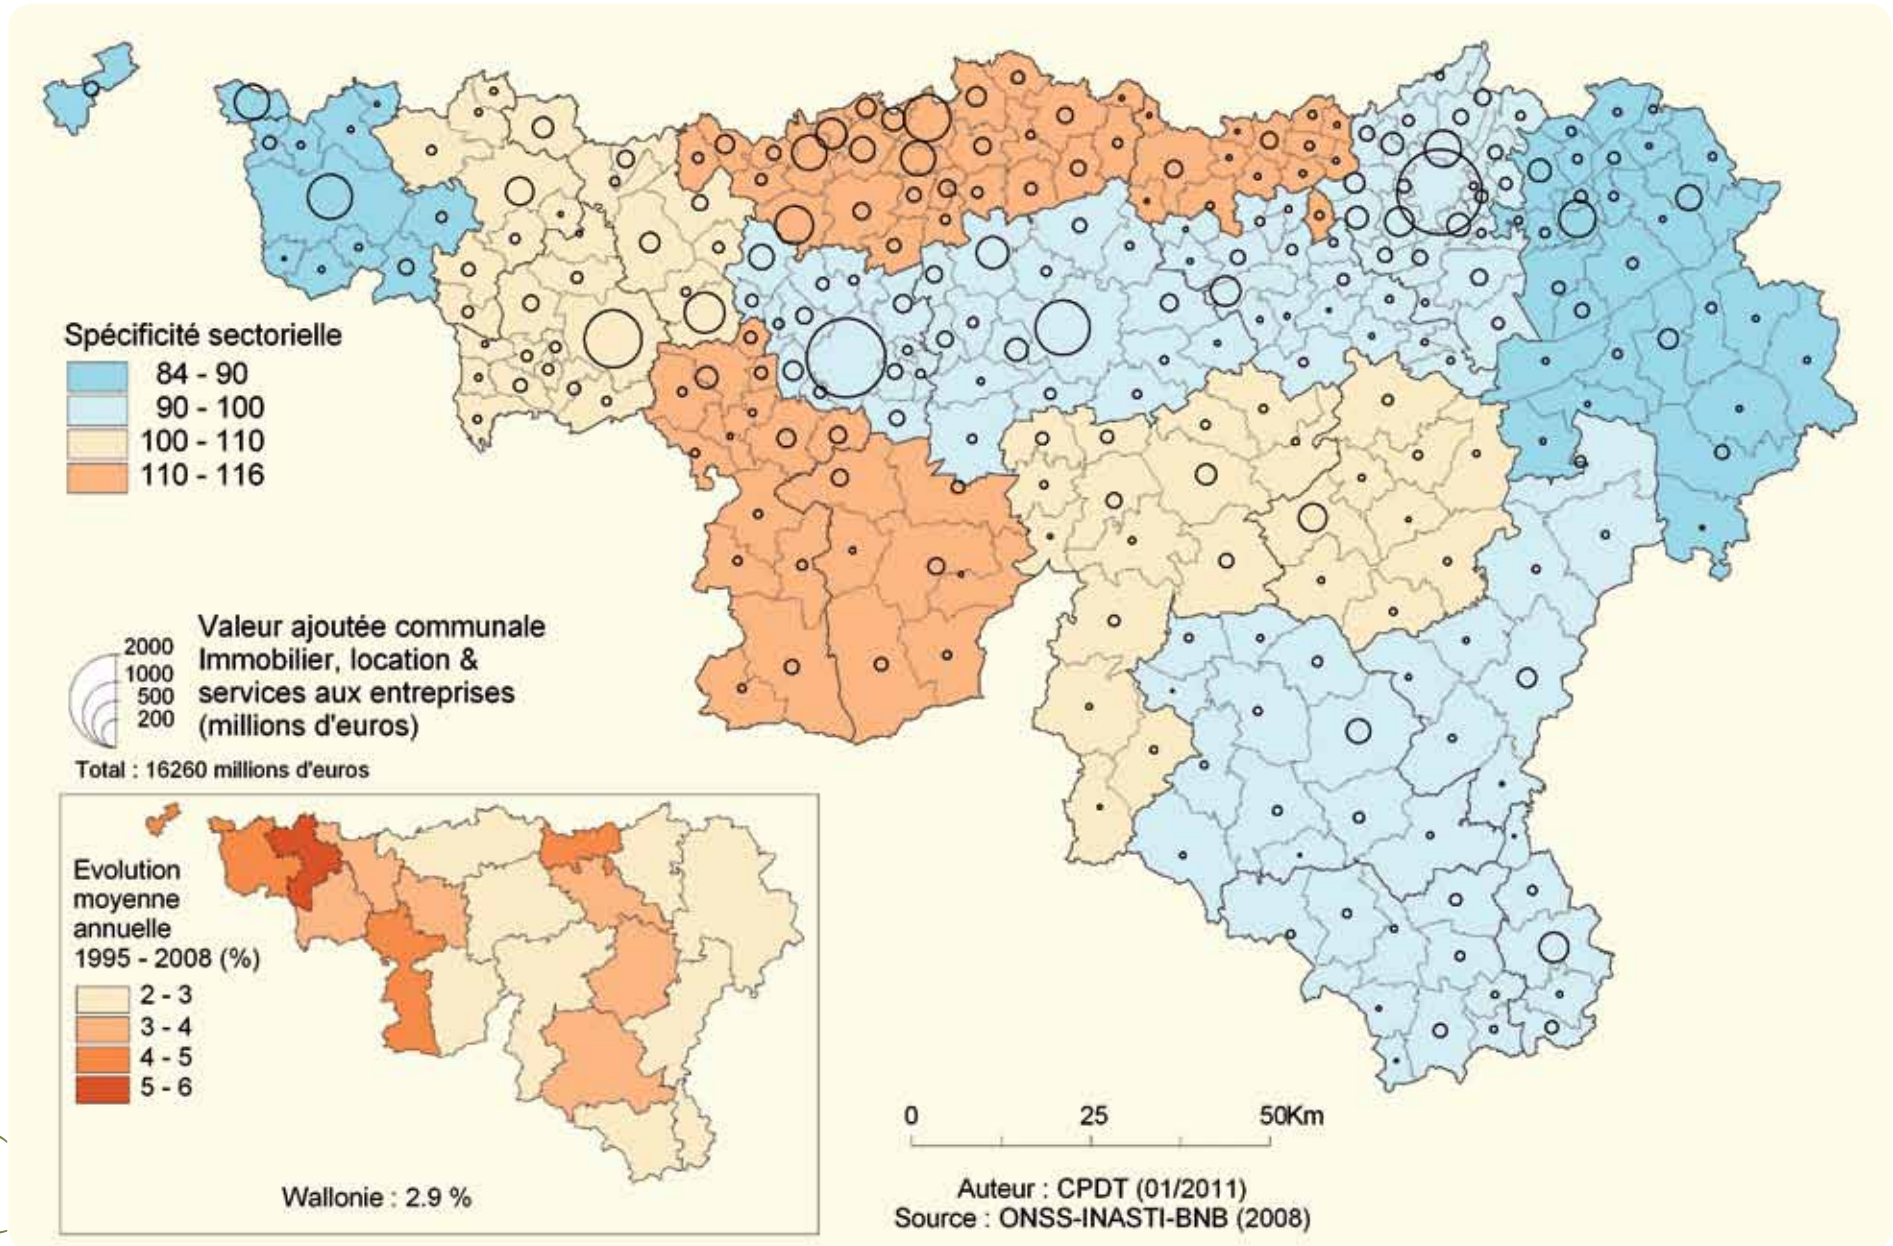 Spécificité sectorielle
84 - 90
90 - 100
100 - 110
110 - 116
2000
1000
500
200
Valeur ajoutée communale
Immobilier, location &
services aux entreprises
(millions d'euros)
Total : 16260 millions d'euros
Evolution
moyenne
annuelle
1995 - 2008 (%)
2 - 3
3 - 4
4 - 5
5 - 6
Wallonie : 2.9 %
0 25 50Km
Auteur : CPDT (01/2011)
Source : ONSS-INASTI-BNB (2008)